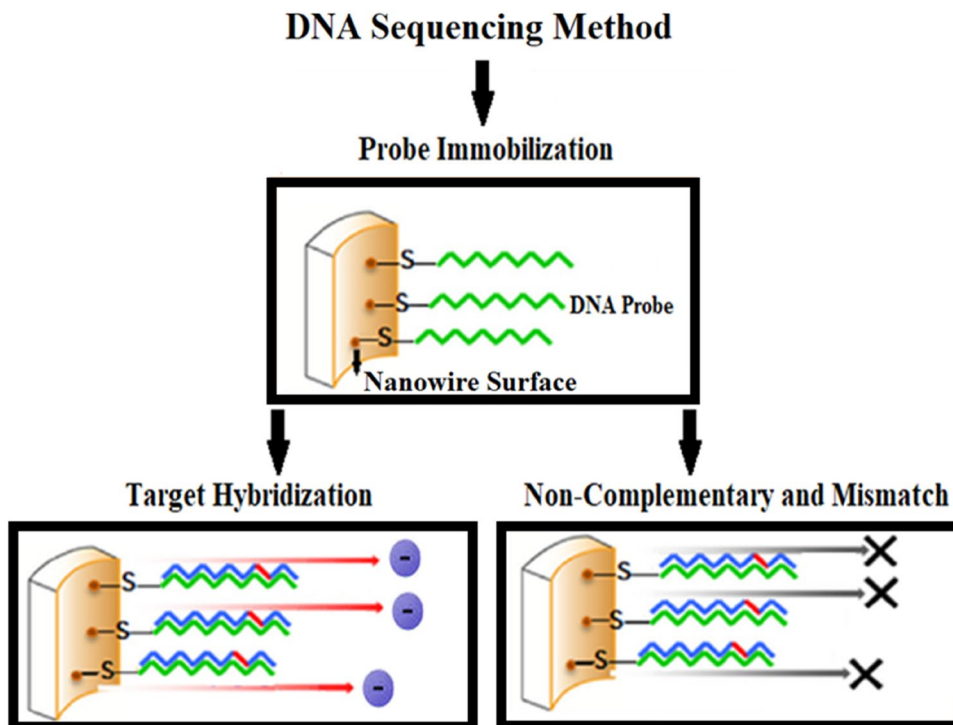 DNA Sequencing Method
Probe Immobilization
S
S
DNA Probe
S
Nanowire Surface
Target Hybridization
Non-Complementary and Mismatch
S
-
S
-
S
-
S
S
S